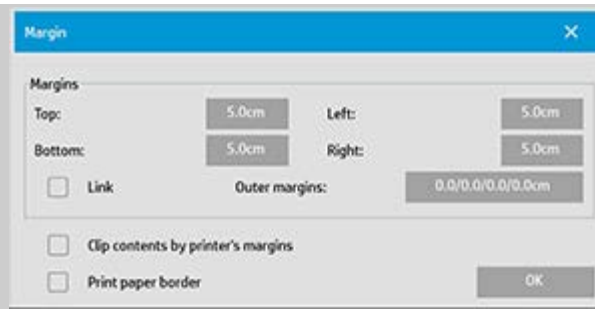 Margin
Margins
Top: 5.0cm Left: 5.0cm
Bottom: 5.0cm Right: 5.0cm
Link Outer margins: 0.0/0.0/0.0/0.0cm
Clip contents by printer's margins
Print paper border OK